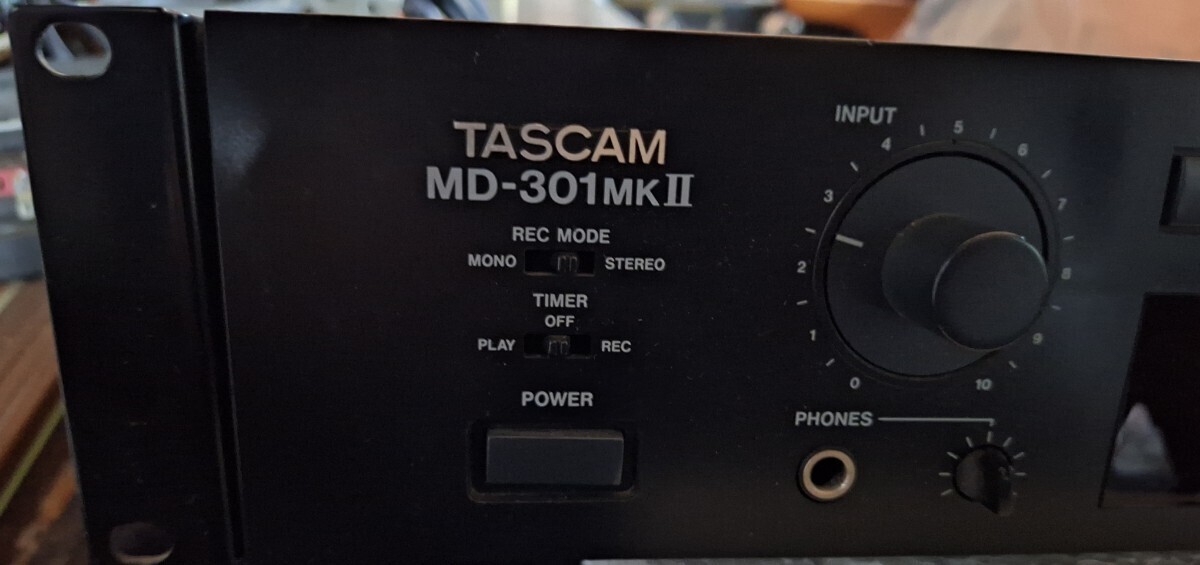 TASCAM
MD-301MKII
REC MODE
MONO STEREO
TIMER
OFF
PLAY REC
POWER
INPUT
0 1 2 3 4 5 6 7 8 9 10
PHONES